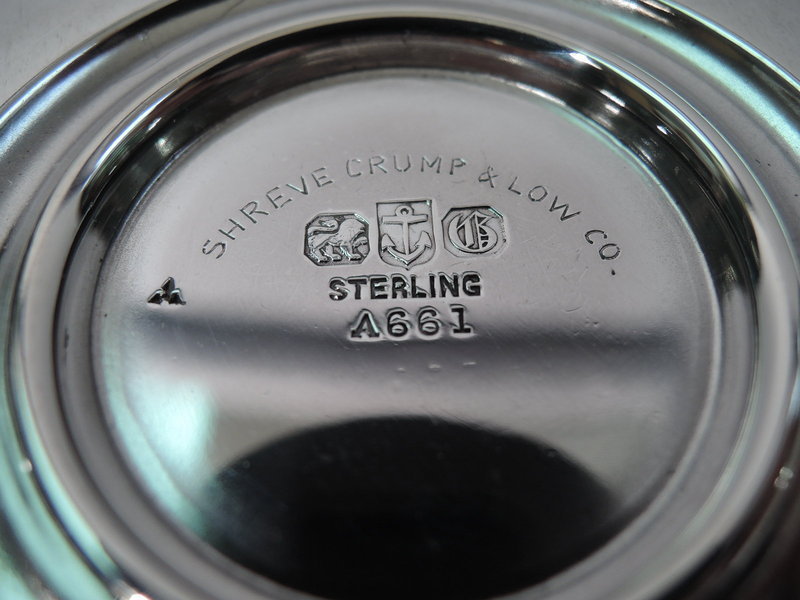 SHREVE CRUMP & LOW CO.
G
STERLING
A661